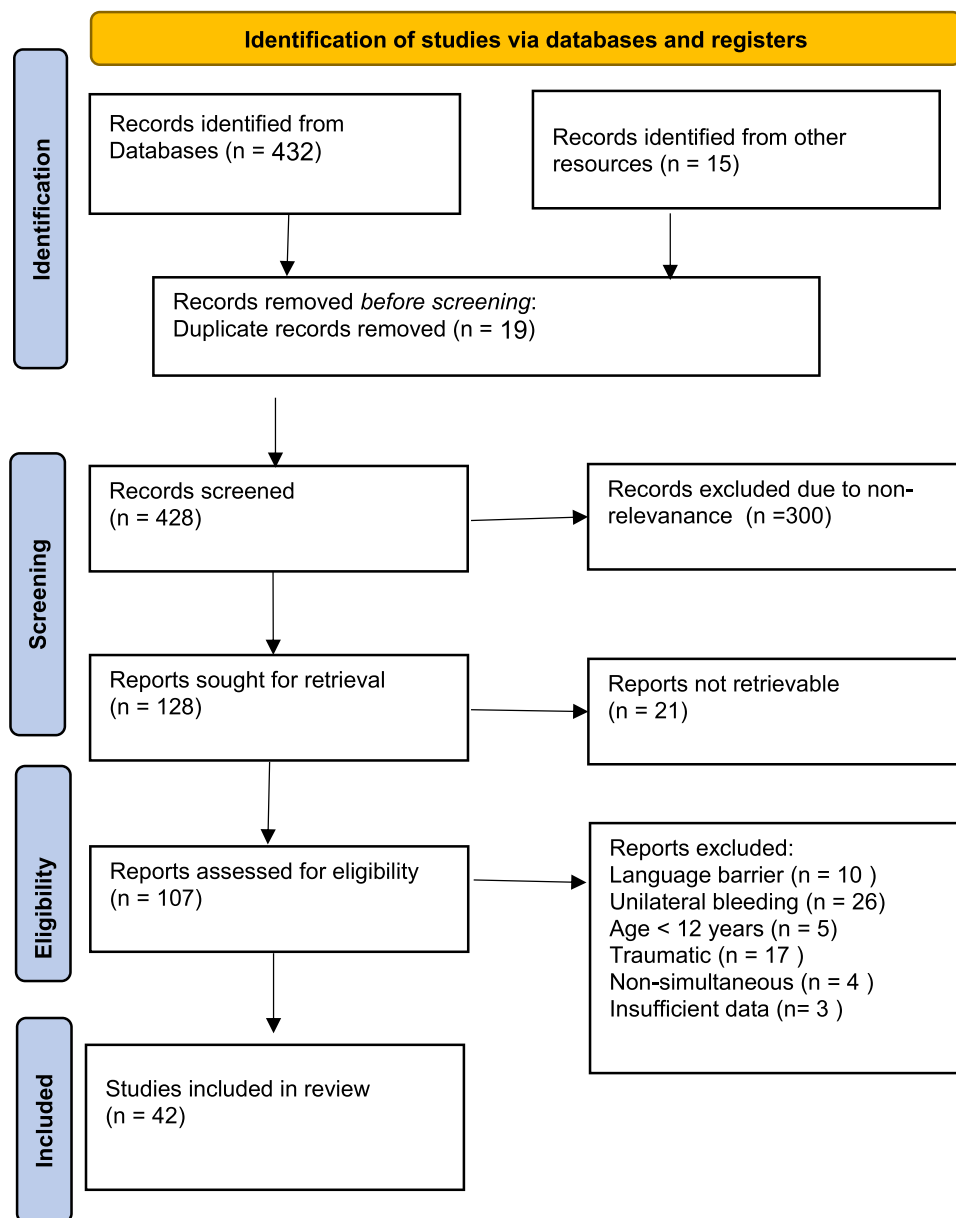 Identification of studies via databases and registers
Identification
Records identified from
Databases (n = 432)
Records identified from other
resources (n = 15)
Records removed before screening:
Duplicate records removed (n = 19)
Screening
Records screened
(n = 428)
Records excluded due to non-
relevanance (n =300)
Reports sought for retrieval
(n = 128)
Reports not retrievable
(n = 21)
Eligibility
Reports assessed for eligibility
(n = 107)
Reports excluded:
Language barrier (n = 10 )
Unilateral bleeding (n = 26)
Age < 12 years (n = 5)
Traumatic (n = 17 )
Non-simultaneous (n = 4 )
Insufficient data (n= 3 )
Included
Studies included in review
(n = 42)